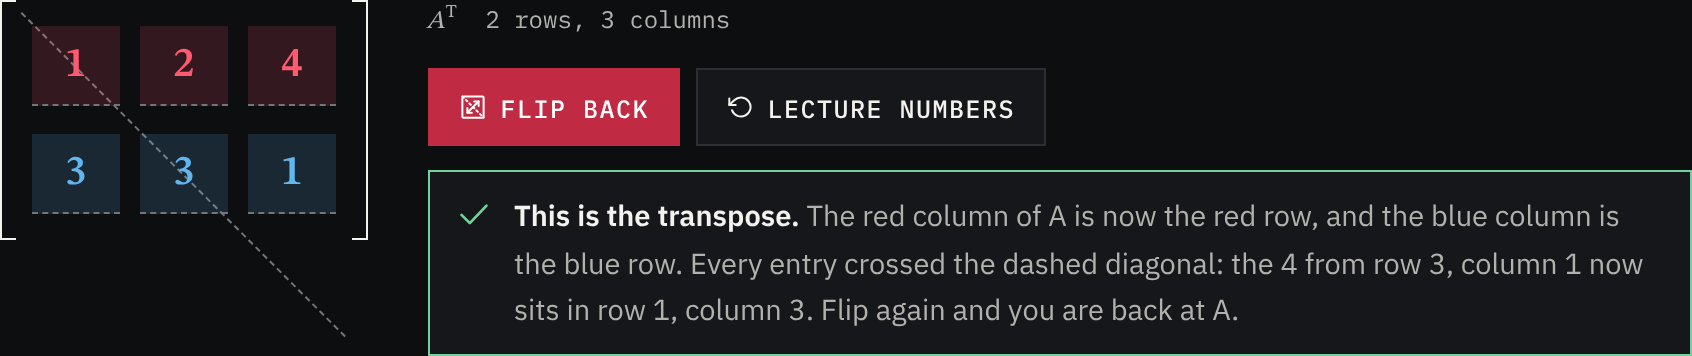 1 2 4
3 3 1
Aᵀ 2 rows, 3 columns
FLIP BACK
LECTURE NUMBERS
This is the transpose. The red column of A is now the red row, and the blue column is
the blue row. Every entry crossed the dashed diagonal: the 4 from row 3, column 1 now
sits in row 1, column 3. Flip again and you are back at A.